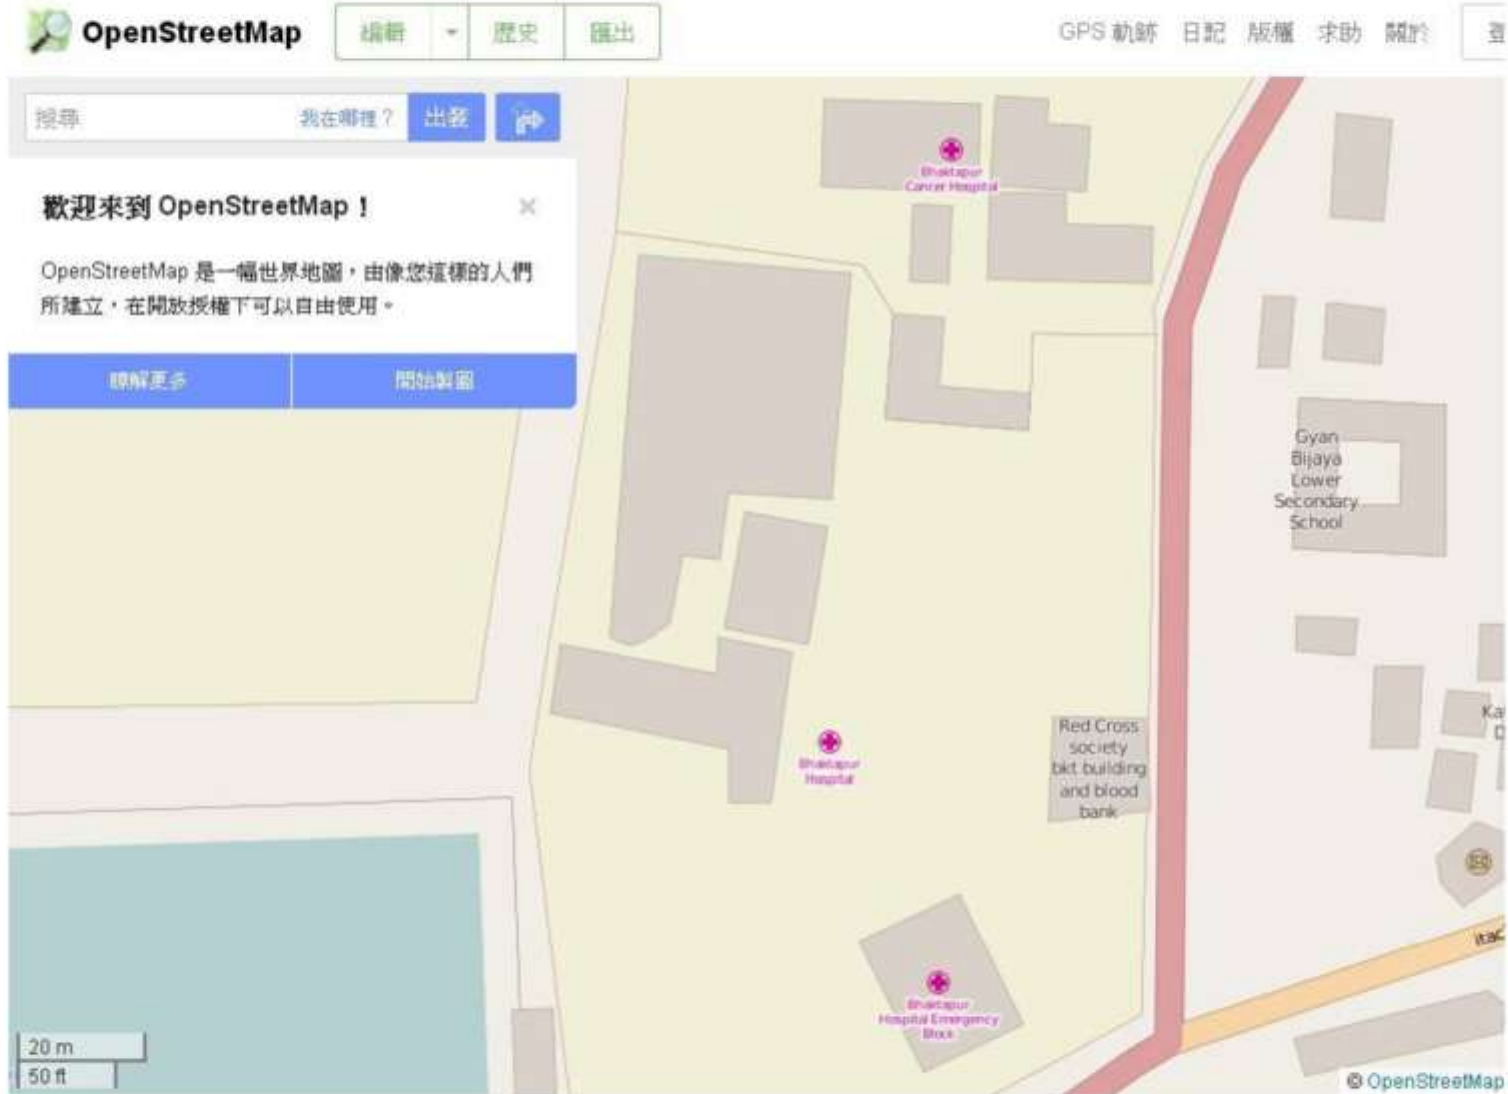 OpenStreetMap
編輯
歷史
匯出
GPS 軌跡
日記
版權
求助
關於
登
搜尋
我在哪裡？
出發
歡迎來到 OpenStreetMap！
×
OpenStreetMap 是一幅世界地圖，由像您這樣的人們
所建立，在開放授權下可以自由使用。
瞭解更多
開始製圖
Bhaktapur
Cancer Hospital
Gyan
Bijaya
Lower
Secondary
School
Bhaktapur
Hospital
Red Cross
society
bkt building
and blood
bank
Ka
D
Bhaktapur
Hospital Emergency
Block
20 m
50 ft
© OpenStreetMap